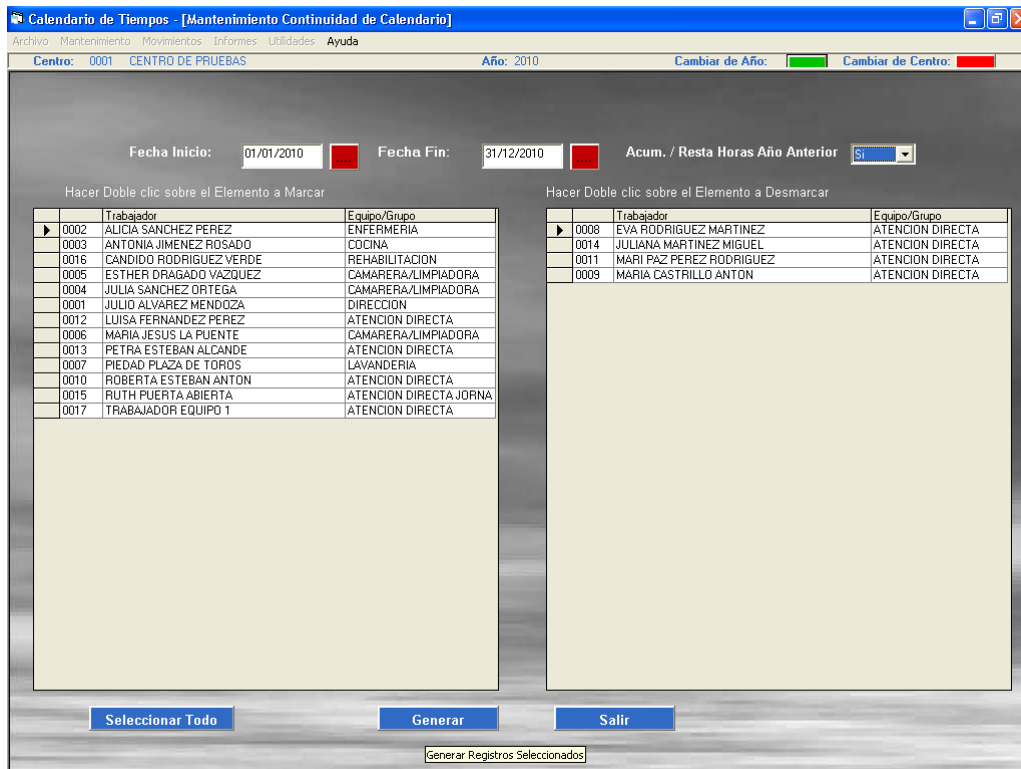 Calendario de Tiempos - [Mantenimiento Continuidad de Calendario]
Archivo Mantenimiento Movimientos Informes Utilidades Ayuda
Centro: 0001 CENTRO DE PRUEBAS Año: 2010 Cambiar de Año: Cambiar de Centro:
Fecha Inicio: 01/01/2010 .... Fecha Fin: 31/12/2010 .... Acum. / Resta Horas Año Anterior Si
Hacer Doble clic sobre el Elemento a Marcar
Trabajador Equipo/Grupo
0002 ALICIA SANCHEZ PEREZ ENFERMERIA
0003 ANTONIA JIMENEZ ROSADO COCINA
0016 CANDIDO RODRIGUEZ VERDE REHABILITACION
0005 ESTHER DRAGADO VAZQUEZ CAMARERA/LIMPIADORA
0004 JULIA SANCHEZ ORTEGA CAMARERA/LIMPIADORA
0001 JULIO ALVAREZ MENDOZA DIRECCION
0012 LUISA FERNANDEZ PEREZ ATENCION DIRECTA
0006 MARIA JESUS LA PUENTE CAMARERA/LIMPIADORA
0013 PETRA ESTEBAN ALCANDE ATENCION DIRECTA
0007 PIEDAD PLAZA DE TOROS LAVANDERIA
0010 ROBERTA ESTEBAN ANTON ATENCION DIRECTA
0015 RUTH PUERTA ABIERTA ATENCION DIRECTA JORNA
0017 TRABAJADOR EQUIPO 1 ATENCION DIRECTA
Hacer Doble clic sobre el Elemento a Desmarcar
Trabajador Equipo/Grupo
0008 EVA RODRIGUEZ MARTINEZ ATENCION DIRECTA
0014 JULIANA MARTINEZ MIGUEL ATENCION DIRECTA
0011 MARI PAZ PEREZ RODRIGUEZ ATENCION DIRECTA
0009 MARIA CASTRILLO ANTON ATENCION DIRECTA
Seleccionar Todo Generar Salir
Generar Registros Seleccionados